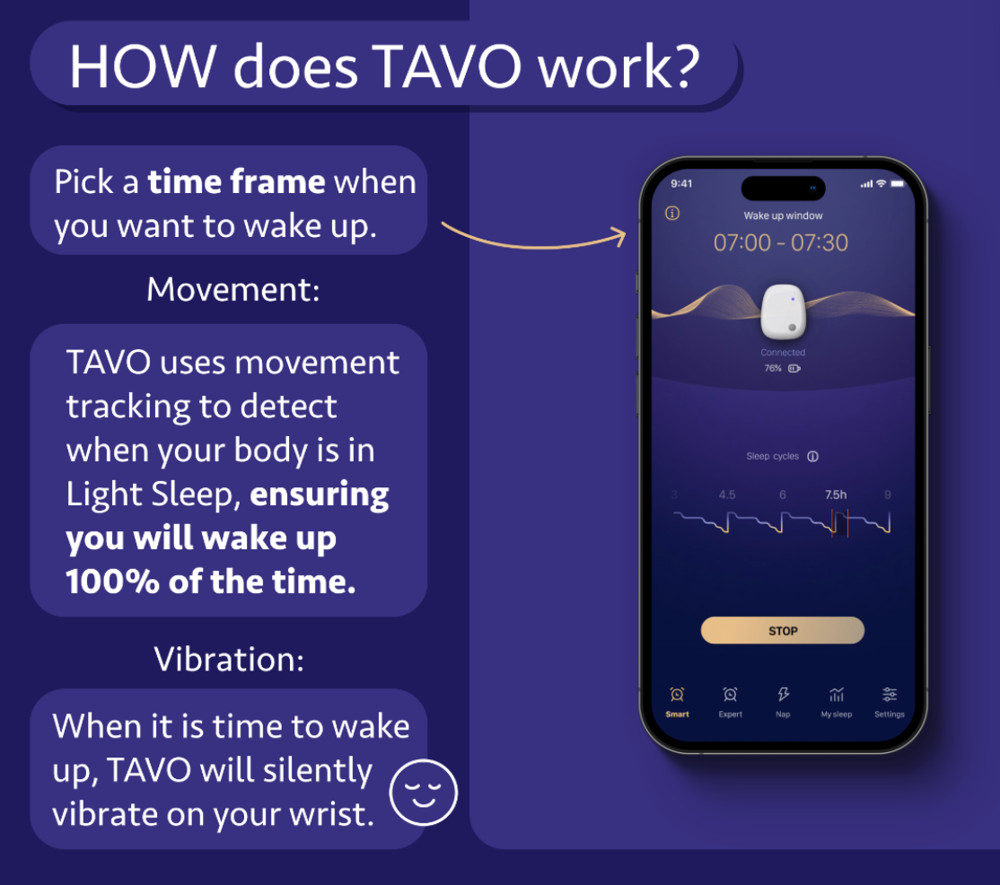 HOW does TAVO work?
Pick a time frame when
you want to wake up.
Movement:
TAVO uses movement
tracking to detect
when your body is in
Light Sleep, ensuring
you will wake up
100% of the time.
Vibration:
When it is time to wake
up, TAVO will silently
vibrate on your wrist.
9:41
Wake up window
07:00 - 07:30
Connected
76%
Sleep cycles
3 4.5 6 7.5h 9
STOP
Smart Expert Nap My sleep Settings